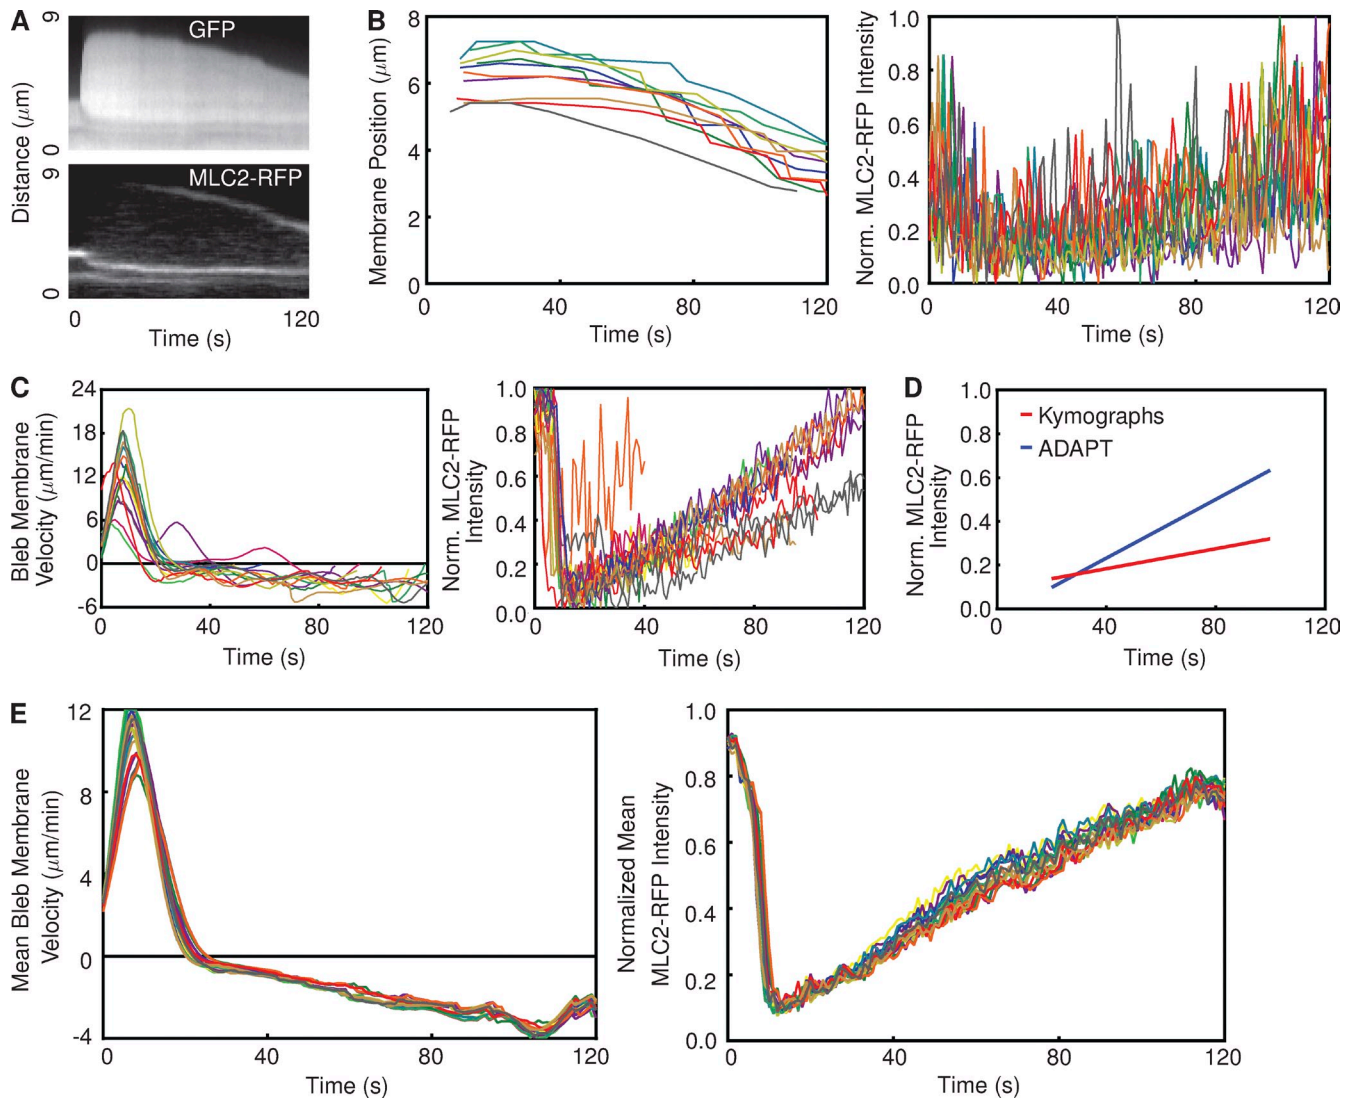 A
9
GFP
0
9
MLC2-RFP
0
Distance (μm)
0
120
Time (s)
B
8
6
4
2
0
Membrane Position (μm)
0
40
80
120
Time (s)
1.0
0.8
0.6
0.4
0.2
0.0
Norm. MLC2-RFP Intensity
0
40
80
120
Time (s)
C
24
18
12
6
0
-6
Bleb Membrane
Velocity (μm/min)
0
40
80
120
Time (s)
1.0
0.8
0.6
0.4
0.2
0.0
Norm. MLC2-RFP
Intensity
0
40
80
120
Time (s)
D
1.0
0.8
0.6
0.4
0.2
0.0
Norm. MLC2-RFP
Intensity
Kymographs
ADAPT
0
40
80
120
Time (s)
E
12
8
4
0
-4
Mean Bleb Membrane
Velocity (μm/min)
0
40
80
120
Time (s)
1.0
0.8
0.6
0.4
0.2
0.0
Normalized Mean
MLC2-RFP Intensity
0
40
80
120
Time (s)